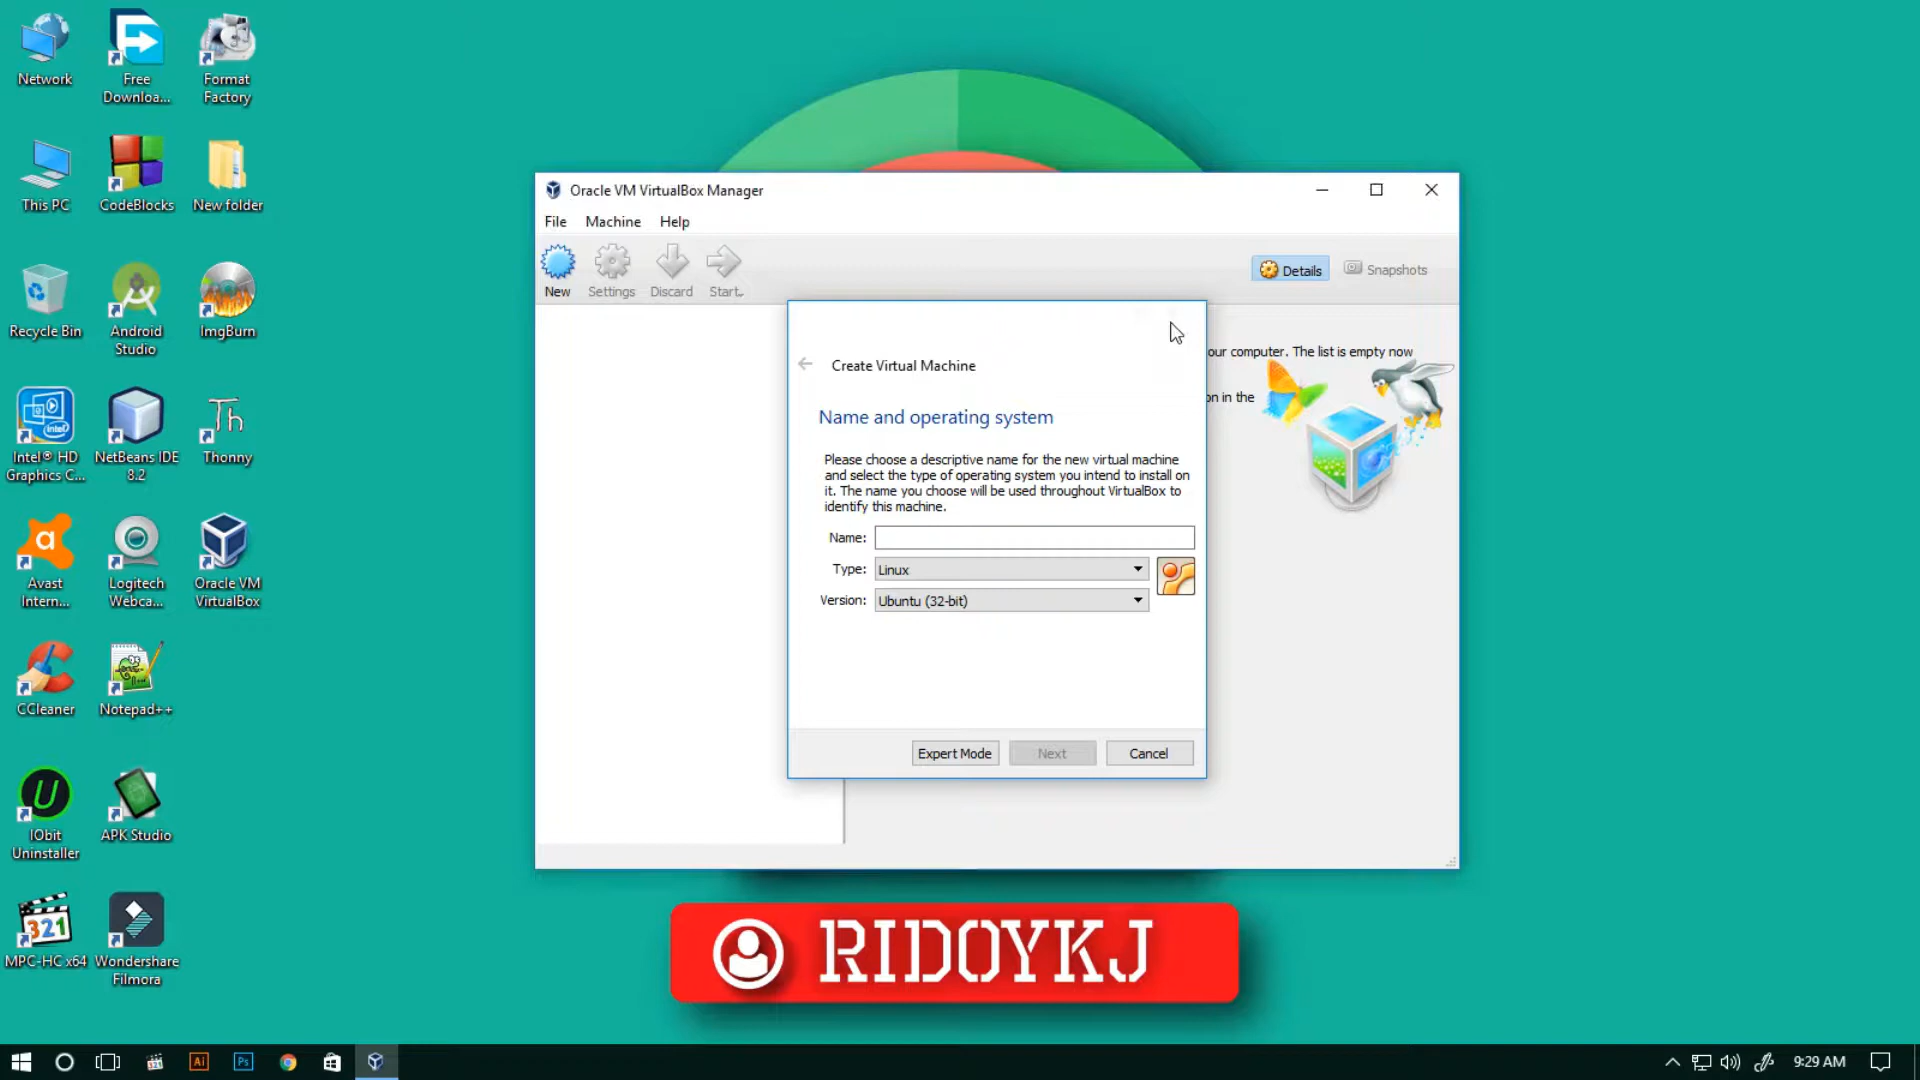 Network
Free
Downloa...
Format
Factory
This PC
CodeBlocks
New folder
Recycle Bin
Android
Studio
ImgBurn
Intel® HD
Graphics C...
NetBeans IDE
8.2
Th
Thonny
Avast
Intern...
Logitech
Webca...
Oracle VM
VirtualBox
CCleaner
Notepad++
IObit
Uninstaller
APK Studio
321
MPC-HC x64
Wondershare
Filmora
Oracle VM VirtualBox Manager
File Machine Help
New Settings Discard Start
Details Snapshots
our computer. The list is empty now
on in the
Create Virtual Machine
Name and operating system
Please choose a descriptive name for the new virtual machine
and select the type of operating system you intend to install on
it. The name you choose will be used throughout VirtualBox to
identify this machine.
Name:
Type: Linux
Version: Ubuntu (32-bit)
Expert Mode Next Cancel
RIDOYKJ
Ai Ps 9:29 AM